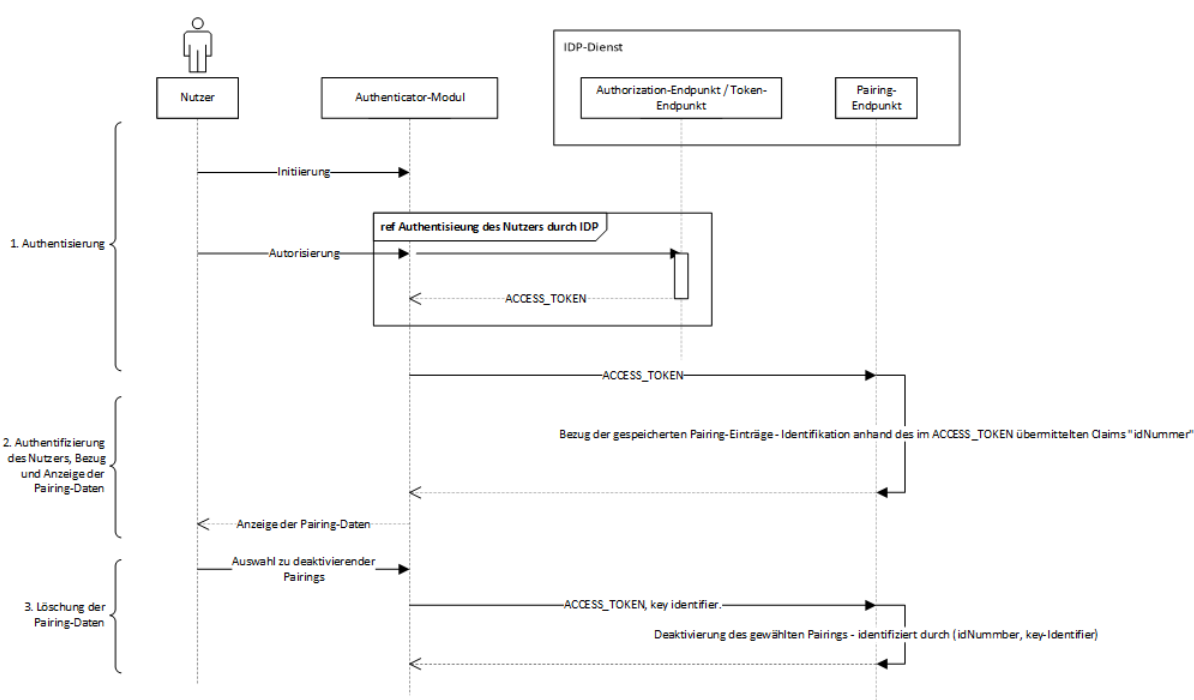 IDP-Dienst
Nutzer
Authenticator-Modul
Authorization-Endpunkt / Token-
Endpunkt
Pairing-
Endpunkt
Initiierung
ref Authentisieung des Nutzers durch IDP
1. Authentisierung
Autorisierung
ACCESS_TOKEN
ACCESS_TOKEN
2. Authentifizierung
des Nutzers, Bezug
und Anzeige der
Pairing-Daten
Bezug der gespeicherten Pairing-Einträge - Identifikation anhand des im ACCESS_TOKEN übermittelten Claims "idNummer"
Anzeige der Pairing-Daten
Auswahl zu deaktivierender
Pairings
3. Löschung der
Pairing-Daten
ACCESS_TOKEN, key identifier.
Deaktivierung des gewählten Pairings - identifiziert durch (idNummber, key-Identifier)